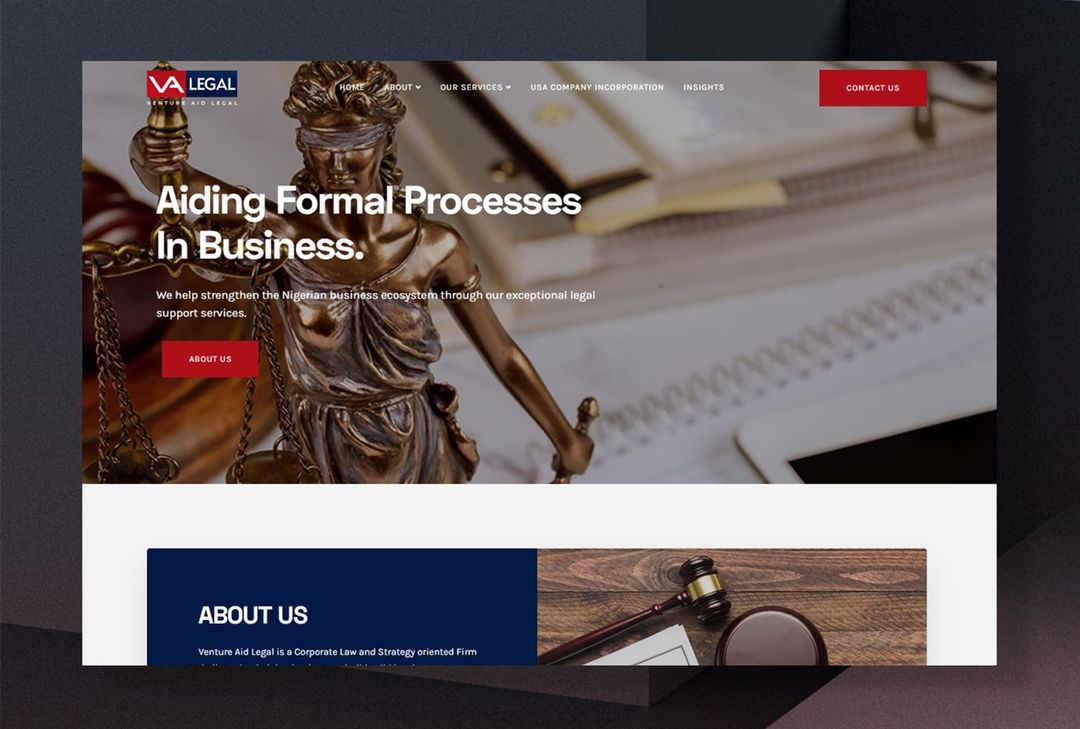 VA LEGAL
VENTURE AID LEGAL
HOME ABOUT OUR SERVICES USA COMPANY INCORPORATION INSIGHTS CONTACT US
Aiding Formal Processes
In Business.
We help strengthen the Nigerian business ecosystem through our exceptional legal
support services.
ABOUT US
ABOUT US
Venture Aid Legal is a Corporate Law and Strategy oriented Firm